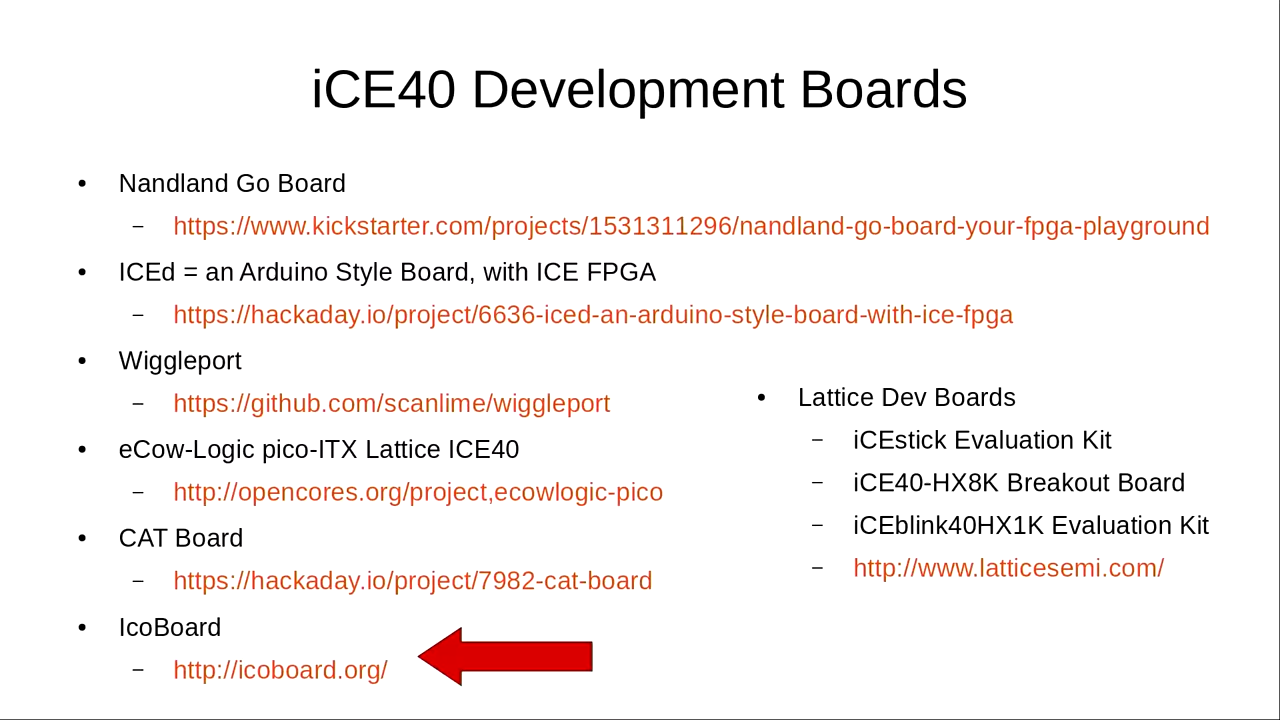 iCE40 Development Boards
• Nandland Go Board
– https://www.kickstarter.com/projects/1531311296/nandland-go-board-your-fpga-playground
• ICEd = an Arduino Style Board, with ICE FPGA
– https://hackaday.io/project/6636-iced-an-arduino-style-board-with-ice-fpga
• Wiggleport
– https://github.com/scanlime/wiggleport
• eCow-Logic pico-ITX Lattice ICE40
– http://opencores.org/project,ecowlogic-pico
• CAT Board
– https://hackaday.io/project/7982-cat-board
• IcoBoard
– http://icoboard.org/
• Lattice Dev Boards
– iCEstick Evaluation Kit
– iCE40-HX8K Breakout Board
– iCEblink40HX1K Evaluation Kit
– http://www.latticesemi.com/